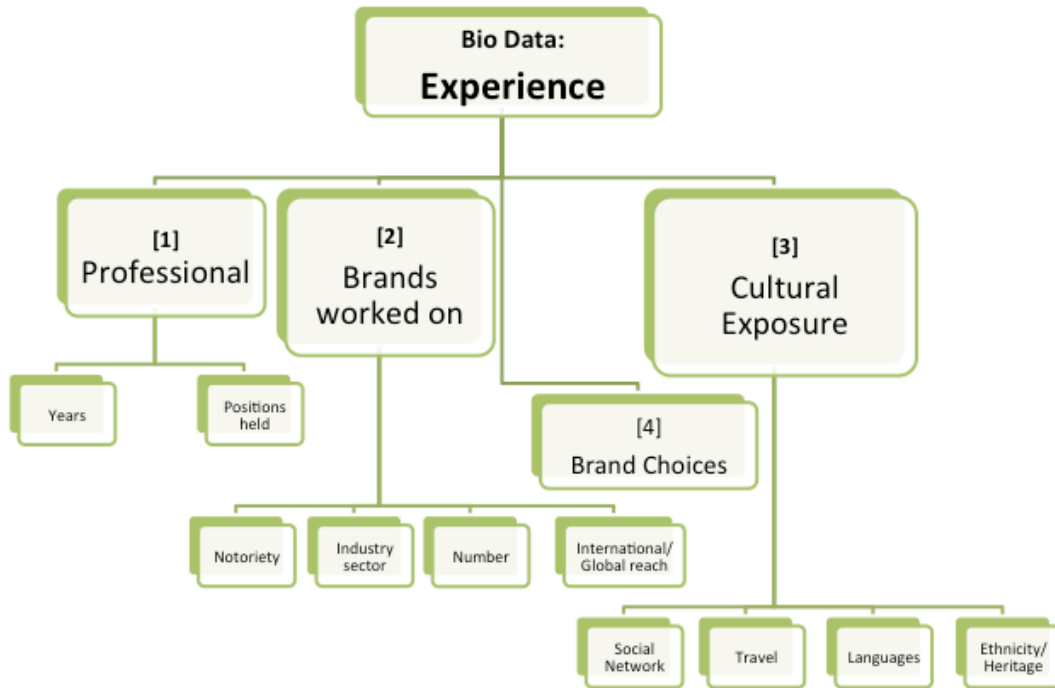 Bio Data:
Experience
[1]
Professional
[2]
Brands
worked on
[3]
Cultural
Exposure
Years
Positions
held
[4]
Brand Choices
Notoriety
Industry
sector
Number
International/
Global reach
Social
Network
Travel
Languages
Ethnicity/
Heritage